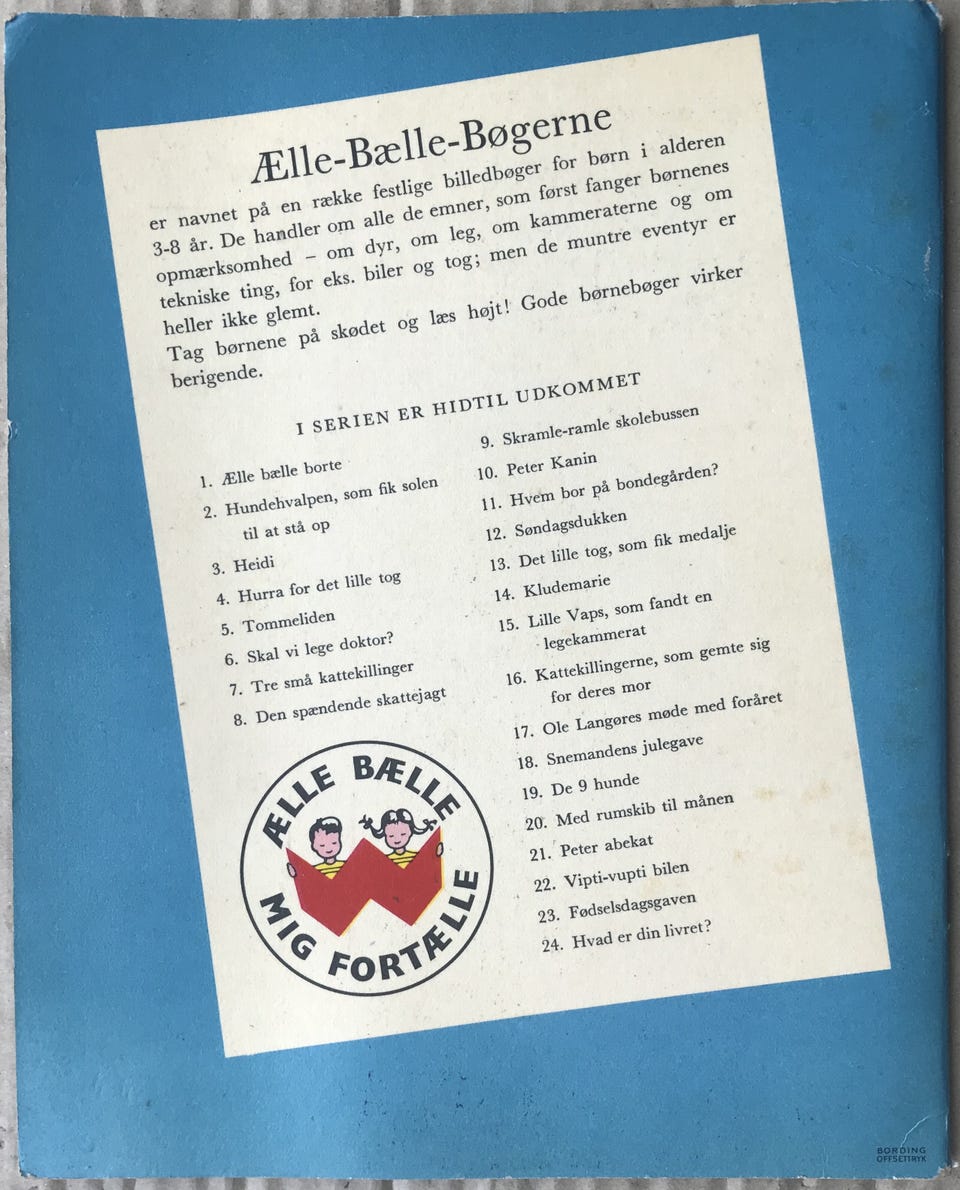 Ælle-Bælle-Bøgerne
er navnet på en række festlige billedbøger for børn i alderen
3-8 år. De handler om alle de emner, som først fanger børnenes
opmærksomhed – om dyr, om leg, om kammeraterne og om
tekniske ting, for eks. biler og tog; men de muntre eventyr er
heller ikke glemt.
Tag børnene på skødet og læs højt! Gode børnebøger virker
berigende.
I SERIEN ER HIDTIL UDKOMMET
1. Ælle bælle borte
2. Hundehvalpen, som fik solen
til at stå op
3. Heidi
4. Hurra for det lille tog
5. Tommeliden
6. Skal vi lege doktor?
7. Tre små kattekillinger
8. Den spændende skattejagt
9. Skramle-ramle skolebussen
10. Peter Kanin
11. Hvem bor på bondegården?
12. Søndagsdukken
13. Det lille tog, som fik medalje
14. Kludemarie
15. Lille Vaps, som fandt en
legekammerat
16. Kattekillingerne, som gemte sig
for deres mor
17. Ole Langøres møde med foråret
18. Snemandens julegave
19. De 9 hunde
20. Med rumskib til månen
21. Peter abekat
22. Vipti-vupti bilen
23. Fødselsdagsgaven
24. Hvad er din livret?
ÆLLE BÆLLE
MIG FORTÆLLE
BORDING
OFFSETTRYK